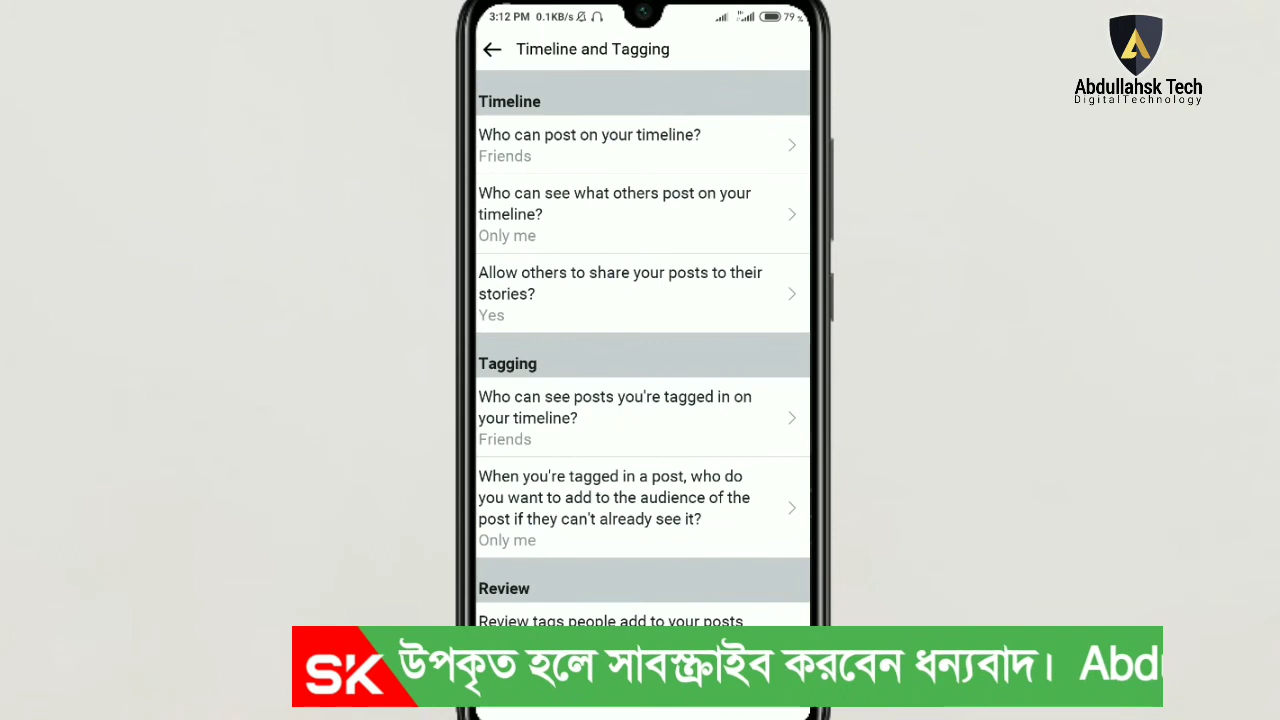 3:12 PM 0.1KB/s
79 %
Timeline and Tagging
Abdullahsk Tech
DigitalTechnology
Timeline
Who can post on your timeline?
Friends
Who can see what others post on your
timeline?
Only me
Allow others to share your posts to their
stories?
Yes
Tagging
Who can see posts you're tagged in on
your timeline?
Friends
When you're tagged in a post, who do
you want to add to the audience of the
post if they can't already see it?
Only me
Review
Review tags people add to your posts
SK উপকৃত হলে সাবস্ক্রাইব করবেন ধন্যবাদ।